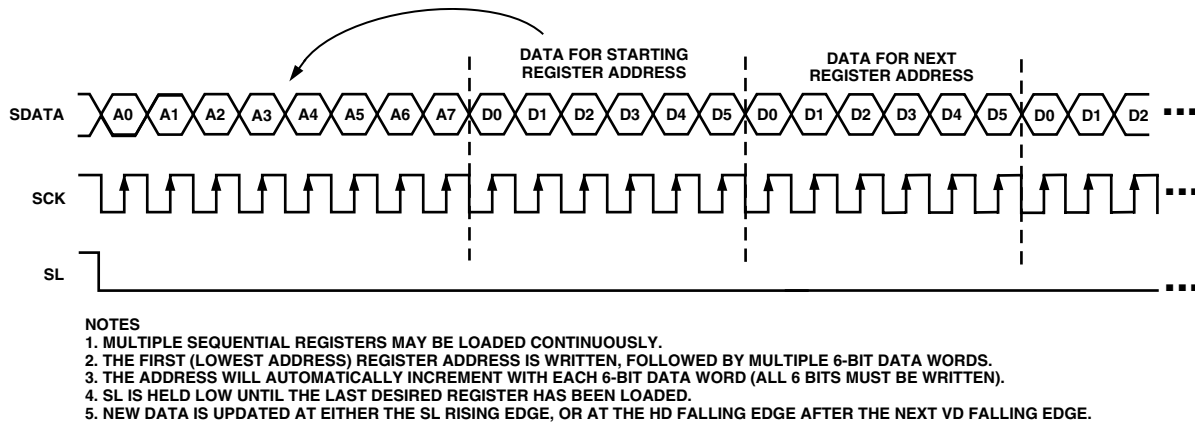 DATA FOR STARTING
REGISTER ADDRESS
DATA FOR NEXT
REGISTER ADDRESS
SDATA A0 A1 A2 A3 A4 A5 A6 A7 D0 D1 D2 D3 D4 D5 D0 D1 D2 D3 D4 D5 D0 D1 D2
SCK
SL
NOTES
1. MULTIPLE SEQUENTIAL REGISTERS MAY BE LOADED CONTINUOUSLY.
2. THE FIRST (LOWEST ADDRESS) REGISTER ADDRESS IS WRITTEN, FOLLOWED BY MULTIPLE 6-BIT DATA WORDS.
3. THE ADDRESS WILL AUTOMATICALLY INCREMENT WITH EACH 6-BIT DATA WORD (ALL 6 BITS MUST BE WRITTEN).
4. SL IS HELD LOW UNTIL THE LAST DESIRED REGISTER HAS BEEN LOADED.
5. NEW DATA IS UPDATED AT EITHER THE SL RISING EDGE, OR AT THE HD FALLING EDGE AFTER THE NEXT VD FALLING EDGE.